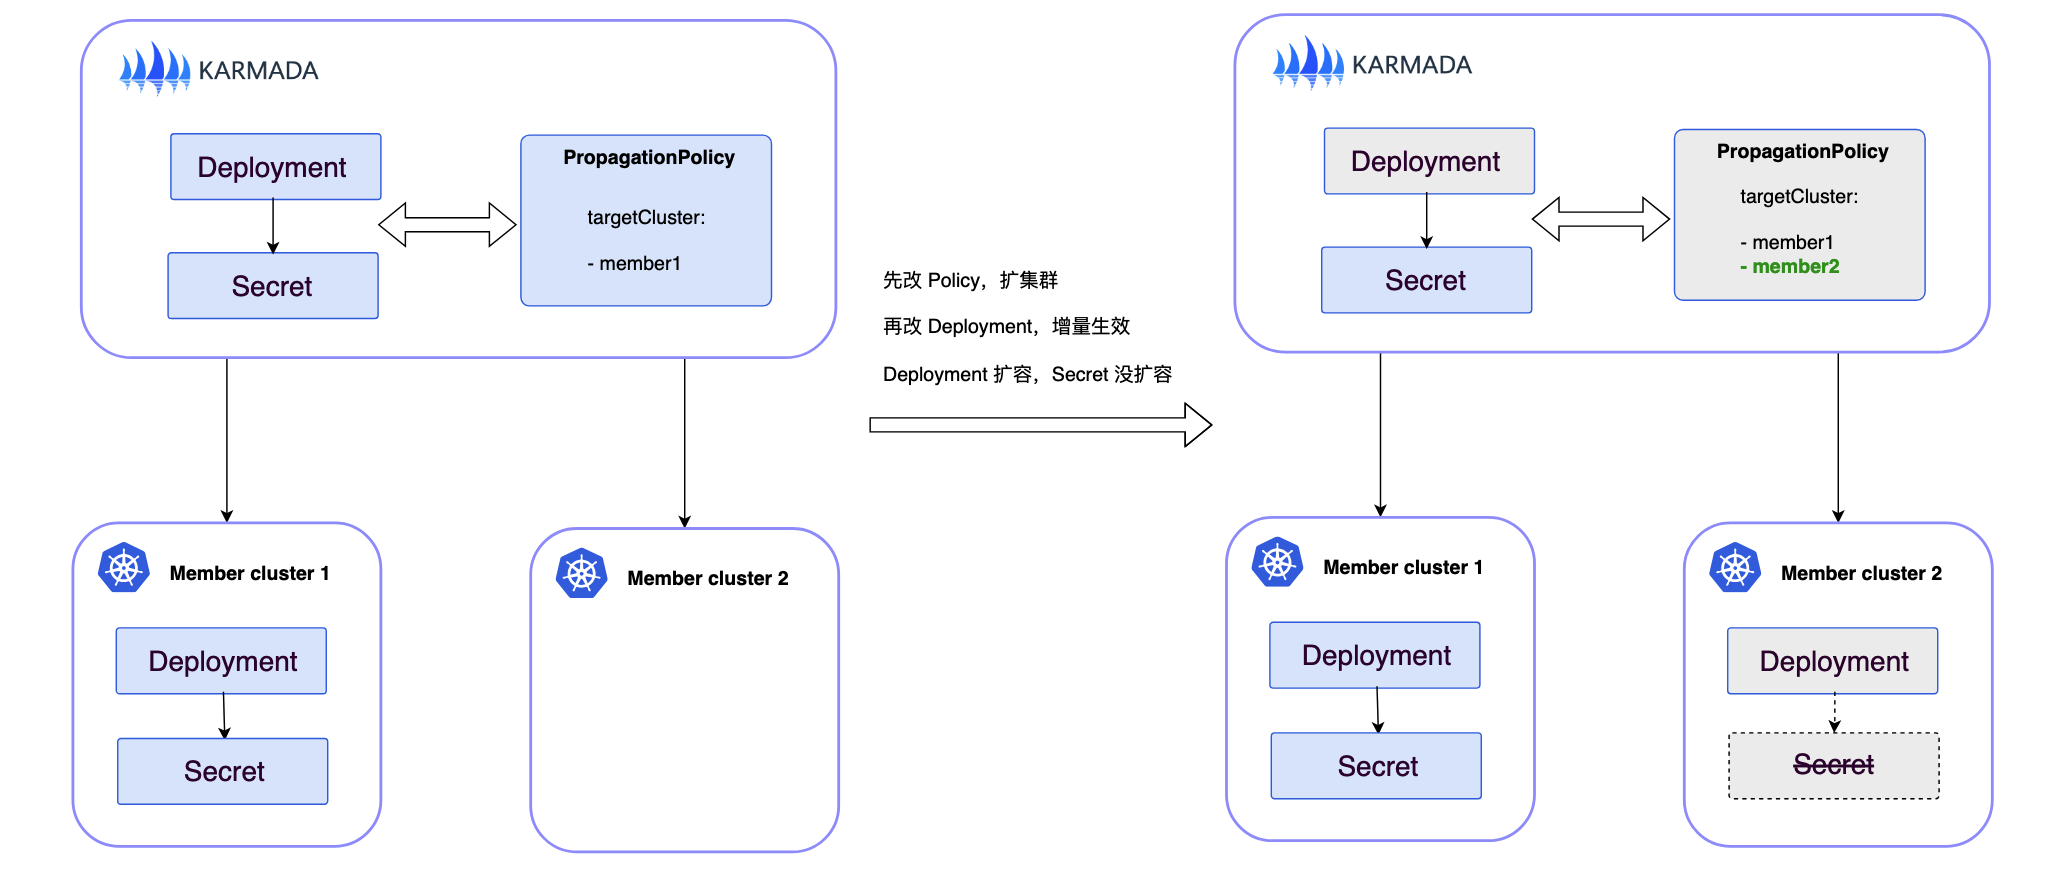 KARMADA
Deployment
Secret
PropagationPolicy
targetCluster:
- member1
Member cluster 1
Deployment
Secret
Member cluster 2
先改 Policy，扩集群
再改 Deployment，增量生效
Deployment 扩容，Secret 没扩容
KARMADA
Deployment
Secret
PropagationPolicy
targetCluster:
- member1
- member2
Member cluster 1
Deployment
Secret
Member cluster 2
Deployment
Secret